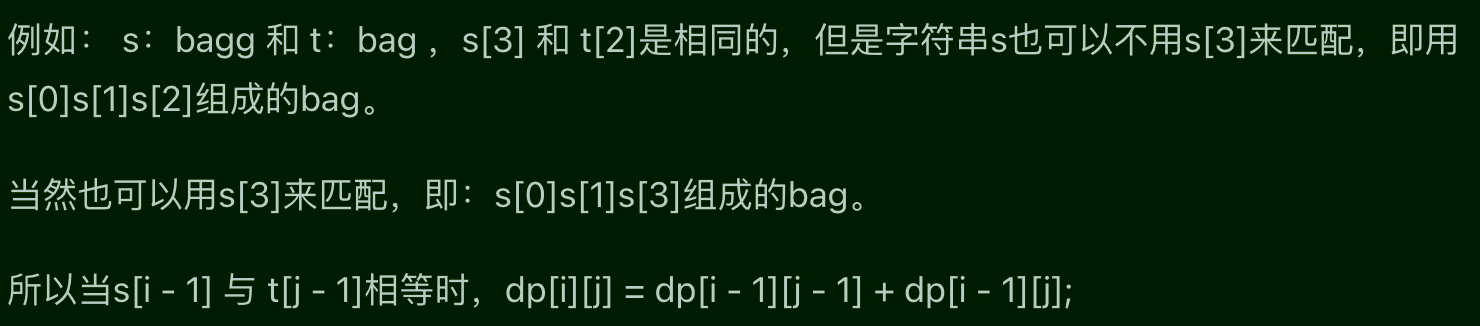 例如： s：bagg 和 t：bag ，s[3] 和 t[2]是相同的，但是字符串s也可以不用s[3]来匹配，即用
s[0]s[1]s[2]组成的bag。
当然也可以用s[3]来匹配，即：s[0]s[1]s[3]组成的bag。
所以当s[i - 1] 与 t[j - 1]相等时，dp[i][j] = dp[i - 1][j - 1] + dp[i - 1][j];